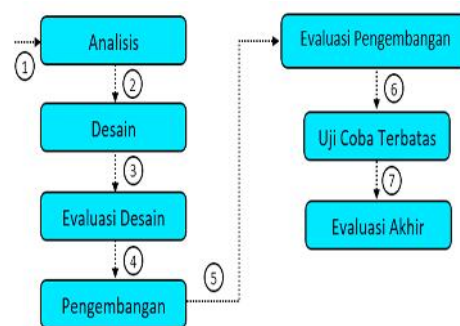 Analisis
1
2
Desain
3
Evaluasi Desain
4
Pengembangan
5
Evaluasi Pengembangan
6
Uji Coba Terbatas
7
Evaluasi Akhir